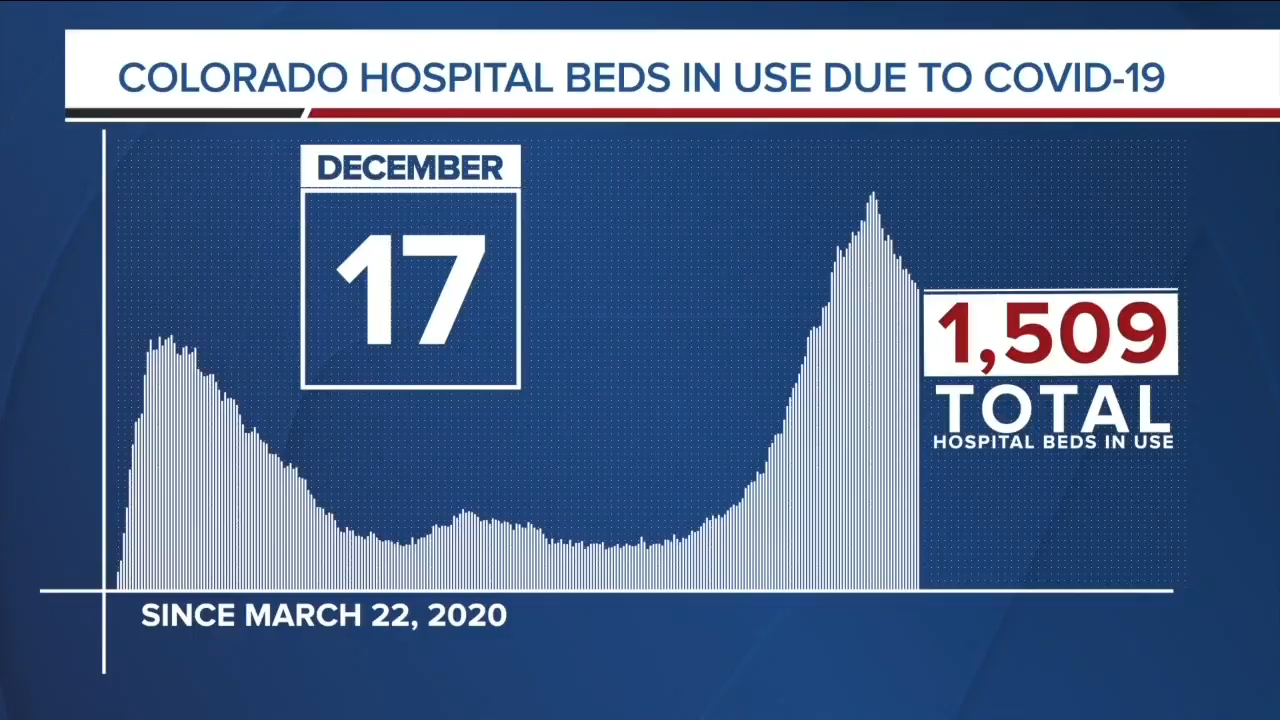 COLORADO HOSPITAL BEDS IN USE DUE TO COVID-19
DECEMBER
17
1,509
TOTAL
HOSPITAL BEDS IN USE
SINCE MARCH 22, 2020